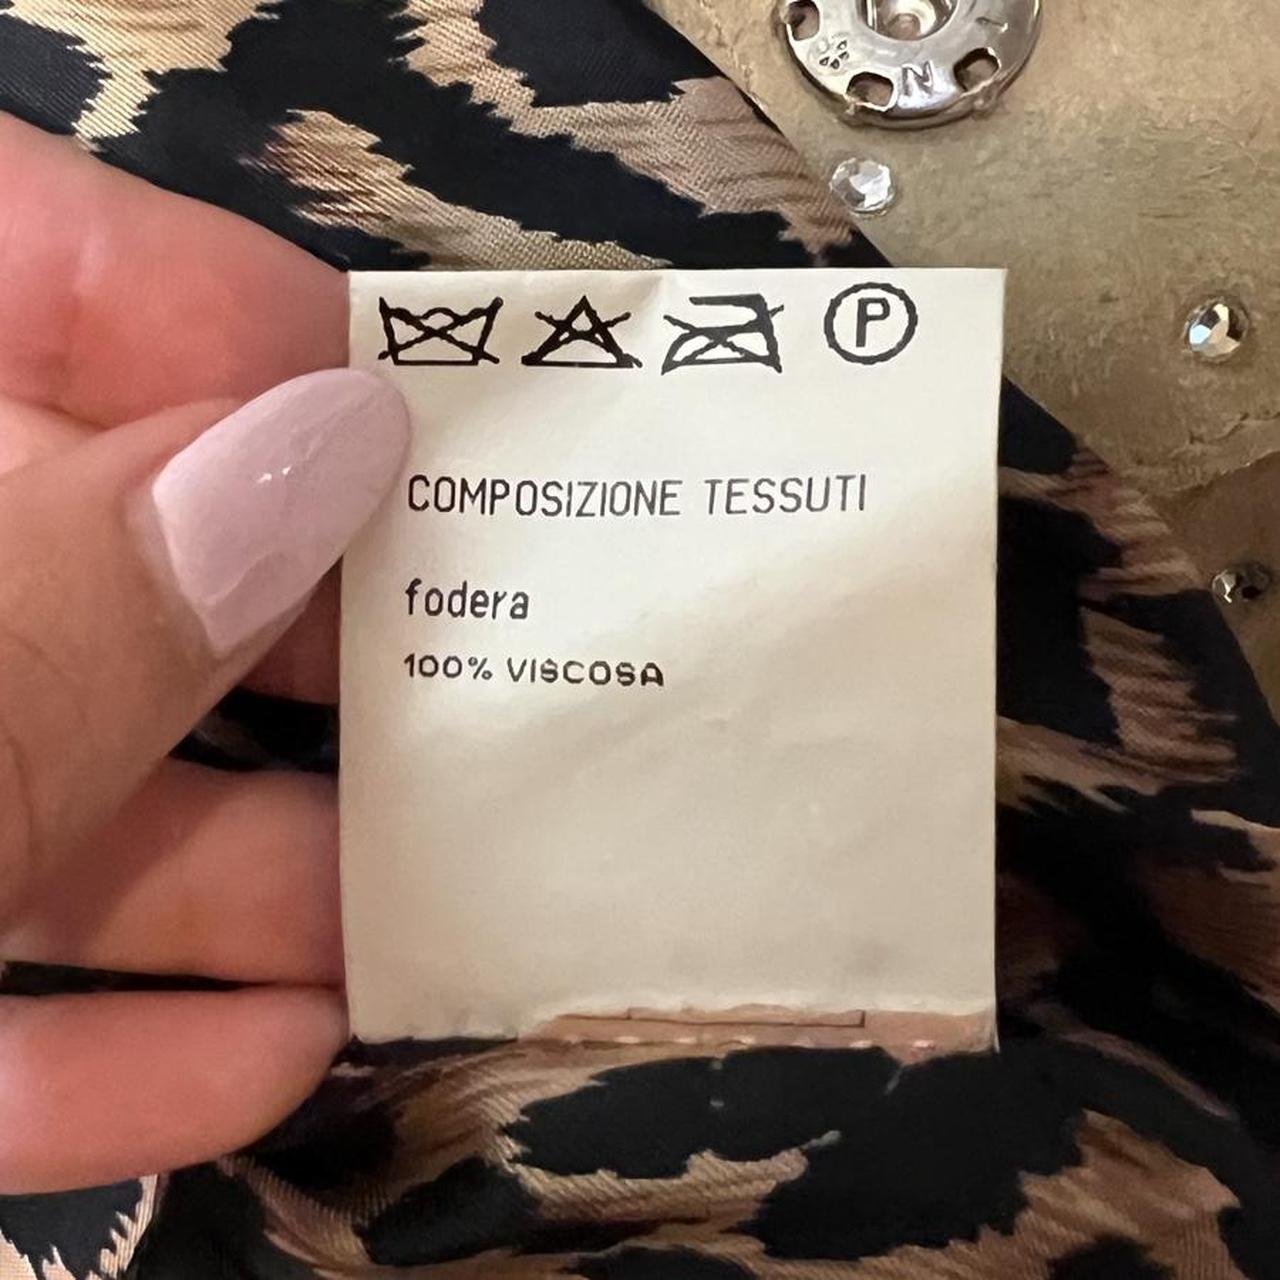 N
P
COMPOSIZIONE TESSUTI
fodera
100% VISCOSA